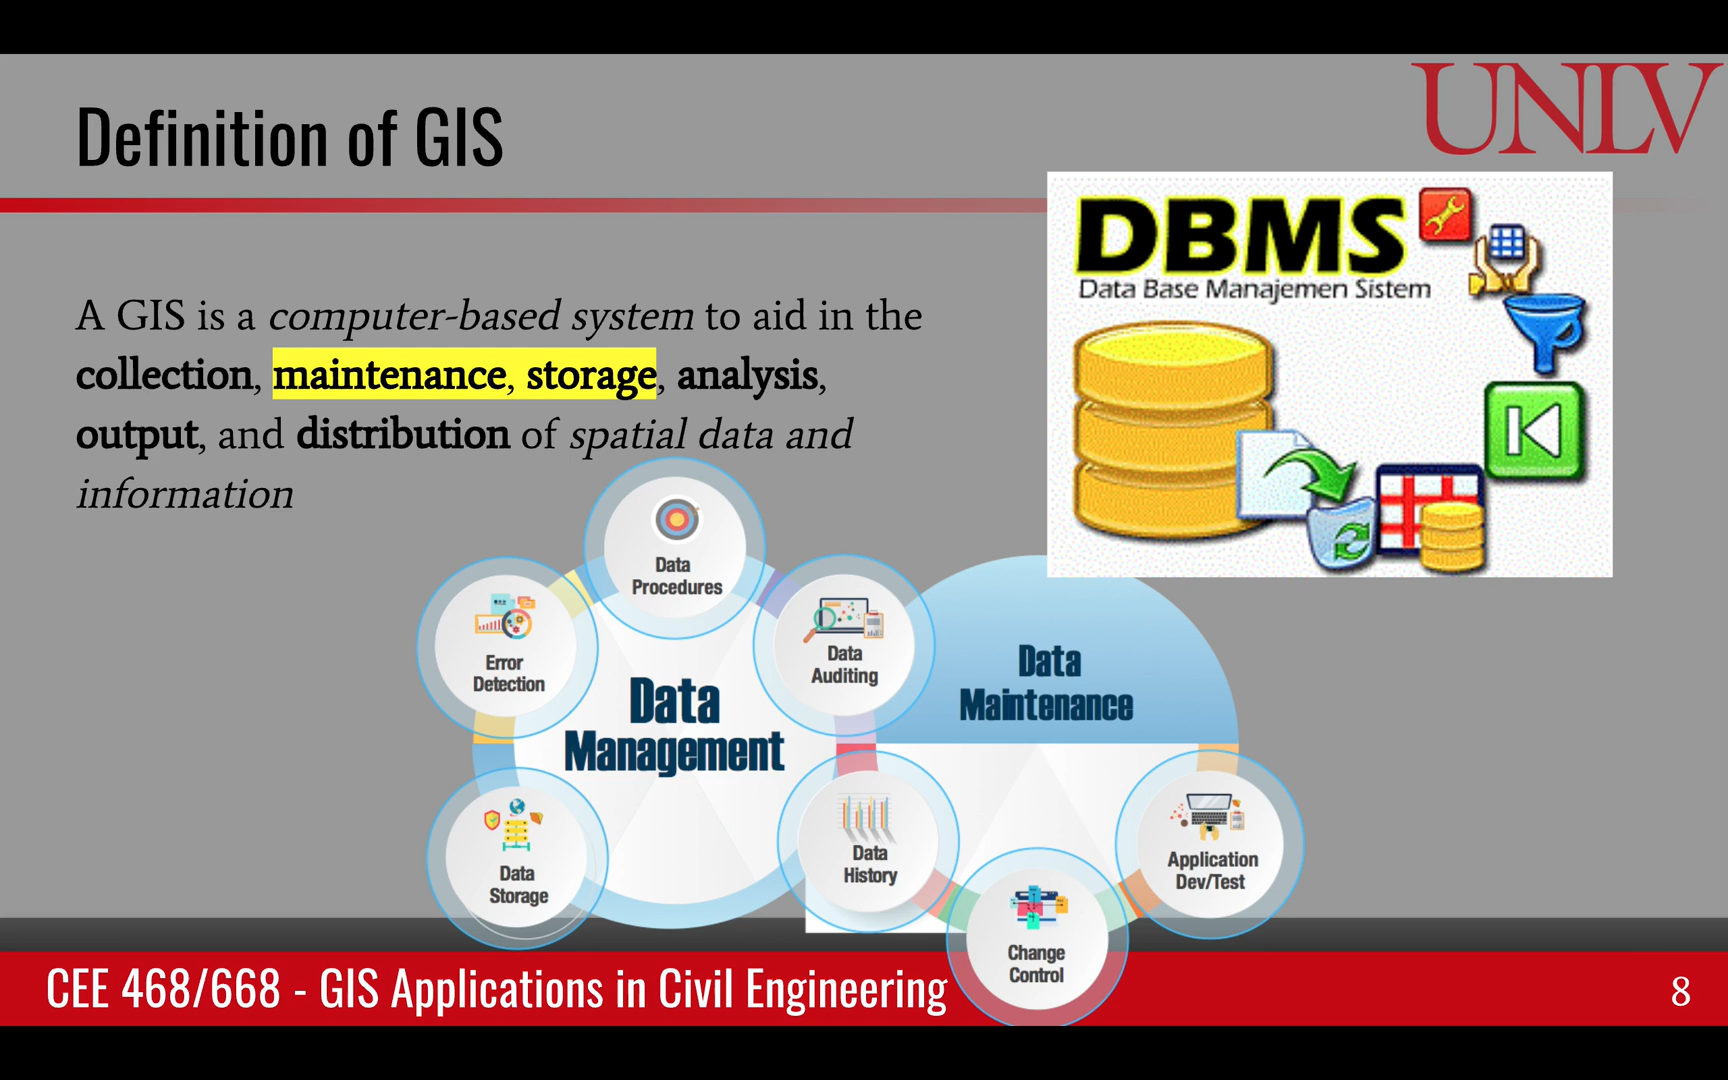 UNLV
Definition of GIS
DBMS
Data Base Manajemen Sistem
A GIS is a computer-based system to aid in the
collection, maintenance, storage, analysis,
output, and distribution of spatial data and
information
Data
Procedures
Error
Detection
Data
Auditing
Data
Management
Data
Maintenance
Data
Storage
Data
History
Application
Dev/Test
Change
Control
CEE 468/668 - GIS Applications in Civil Engineering
8